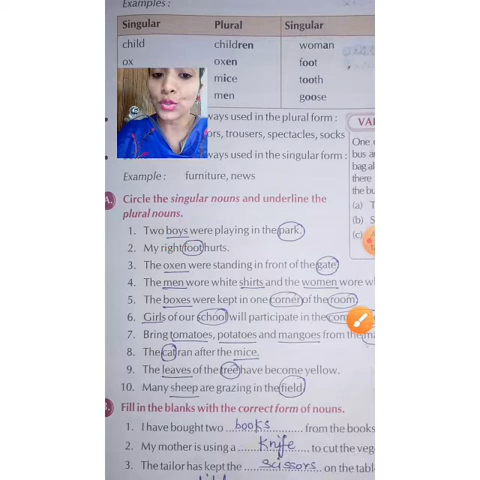 Examples :
Singular Plural Singular
child children woman
ox oxen foot
mice tooth
men goose
ways used in the plural form :
ors, trousers, spectacles, socks
ways used in the singular form :
Example : furniture, news
A. Circle the singular nouns and underline the
plural nouns.
1. Two boys were playing in the park.
2. My right foot hurts.
3. The oxen were standing in front of the gate.
4. The men wore white shirts and the women wore
5. The boxes were kept in one corner of the room.
6. Girls of our school will participate in the
7. Bring tomatoes, potatoes and mangoes from the
8. The cat ran after the mice.
9. The leaves of the tree have become yellow.
10. Many sheep are grazing in the field.
Fill in the blanks with the correct form of nouns.
1. I have bought two books from the books
2. My mother is using a Knife to cut the veg
3. The tailor has kept the scissors on the tabl
VA
One
bus a
bag al
there
the bu
(a) T
(b) S
(c)